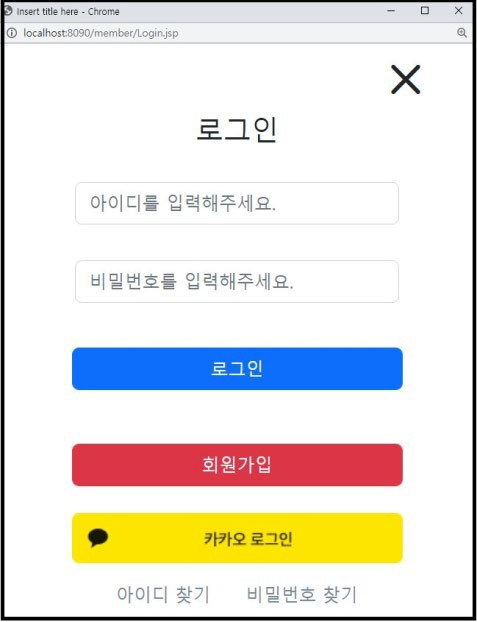 Insert title here - Chrome
localhost:8090/member/Login.jsp
로그인
아이디를 입력해주세요.
비밀번호를 입력해주세요.
로그인
회원가입
카카오 로그인
아이디 찾기 비밀번호 찾기